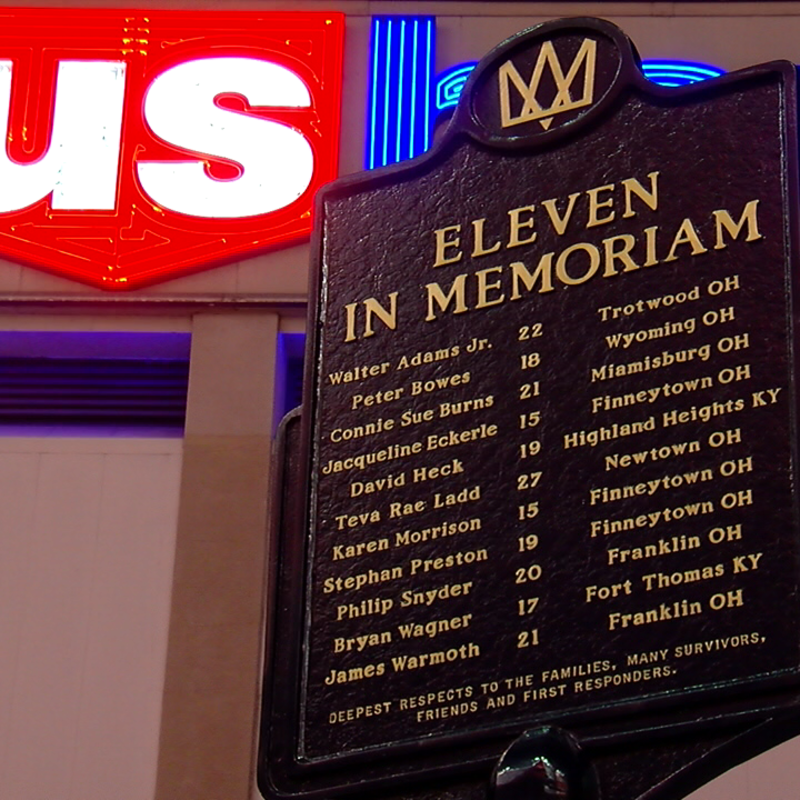 us
ELEVEN
IN MEMORIAM
Walter Adams Jr. 22 Trotwood OH
Peter Bowes 18 Wyoming OH
Connie Sue Burns 21 Miamisburg OH
Jacqueline Eckerle 15 Finneytown OH
David Heck 19 Highland Heights KY
Teva Rae Ladd 27 Newtown OH
Karen Morrison 15 Finneytown OH
Stephan Preston 19 Finneytown OH
Philip Snyder 20 Franklin OH
Bryan Wagner 17 Fort Thomas KY
James Warmoth 21 Franklin OH
DEEPEST RESPECTS TO THE FAMILIES, MANY SURVIVORS,
FRIENDS AND FIRST RESPONDERS.